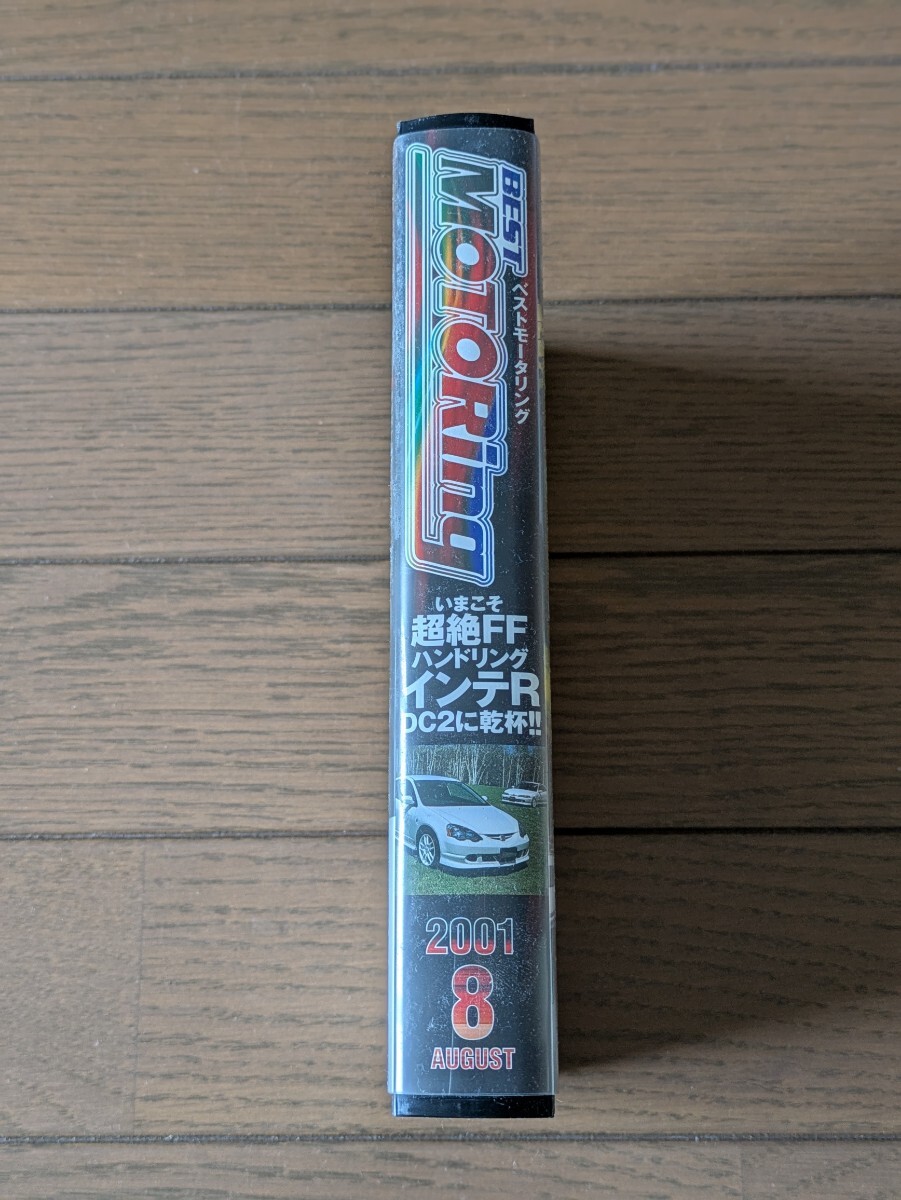 BEST
MOTORing
ベストモータリング
いまこそ
超絶FF
ハンドリング
インテR
DC2に乾杯!!
2001
8
AUGUST